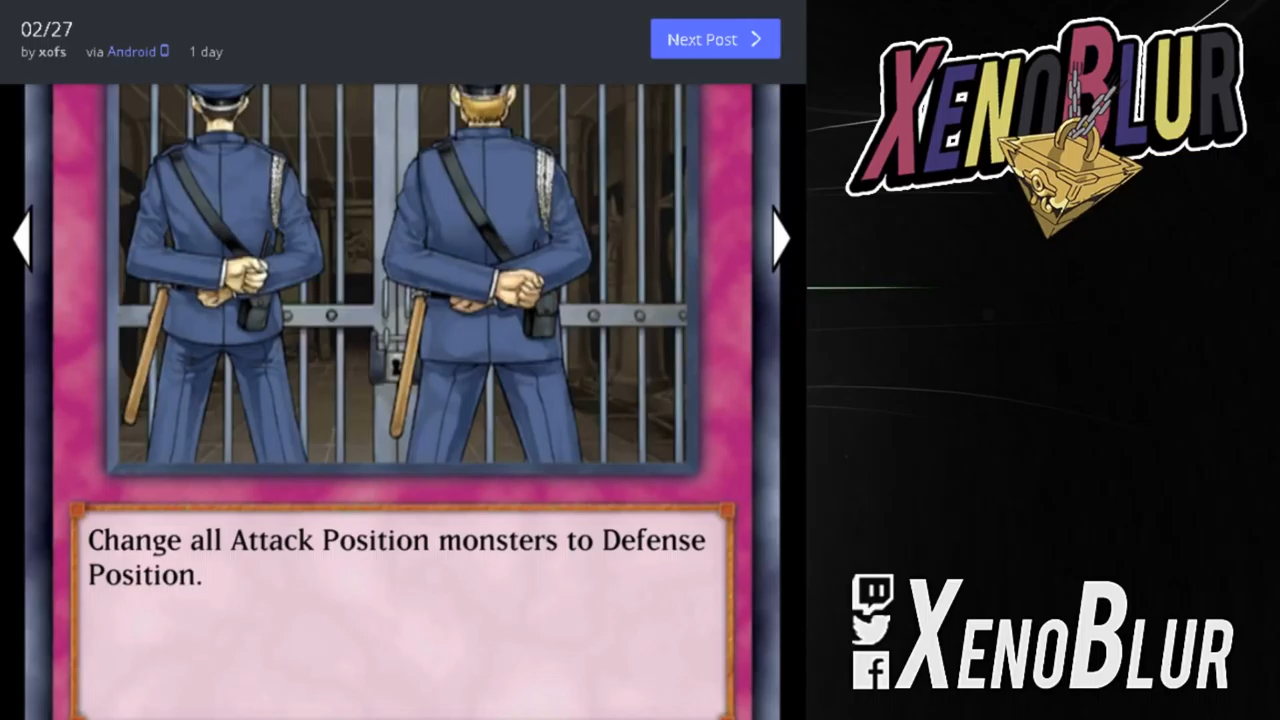 02/27
by xofs via Android 1 day
Next Post
XENOBLUR
Change all Attack Position monsters to Defense
Position.
XENOBLUR